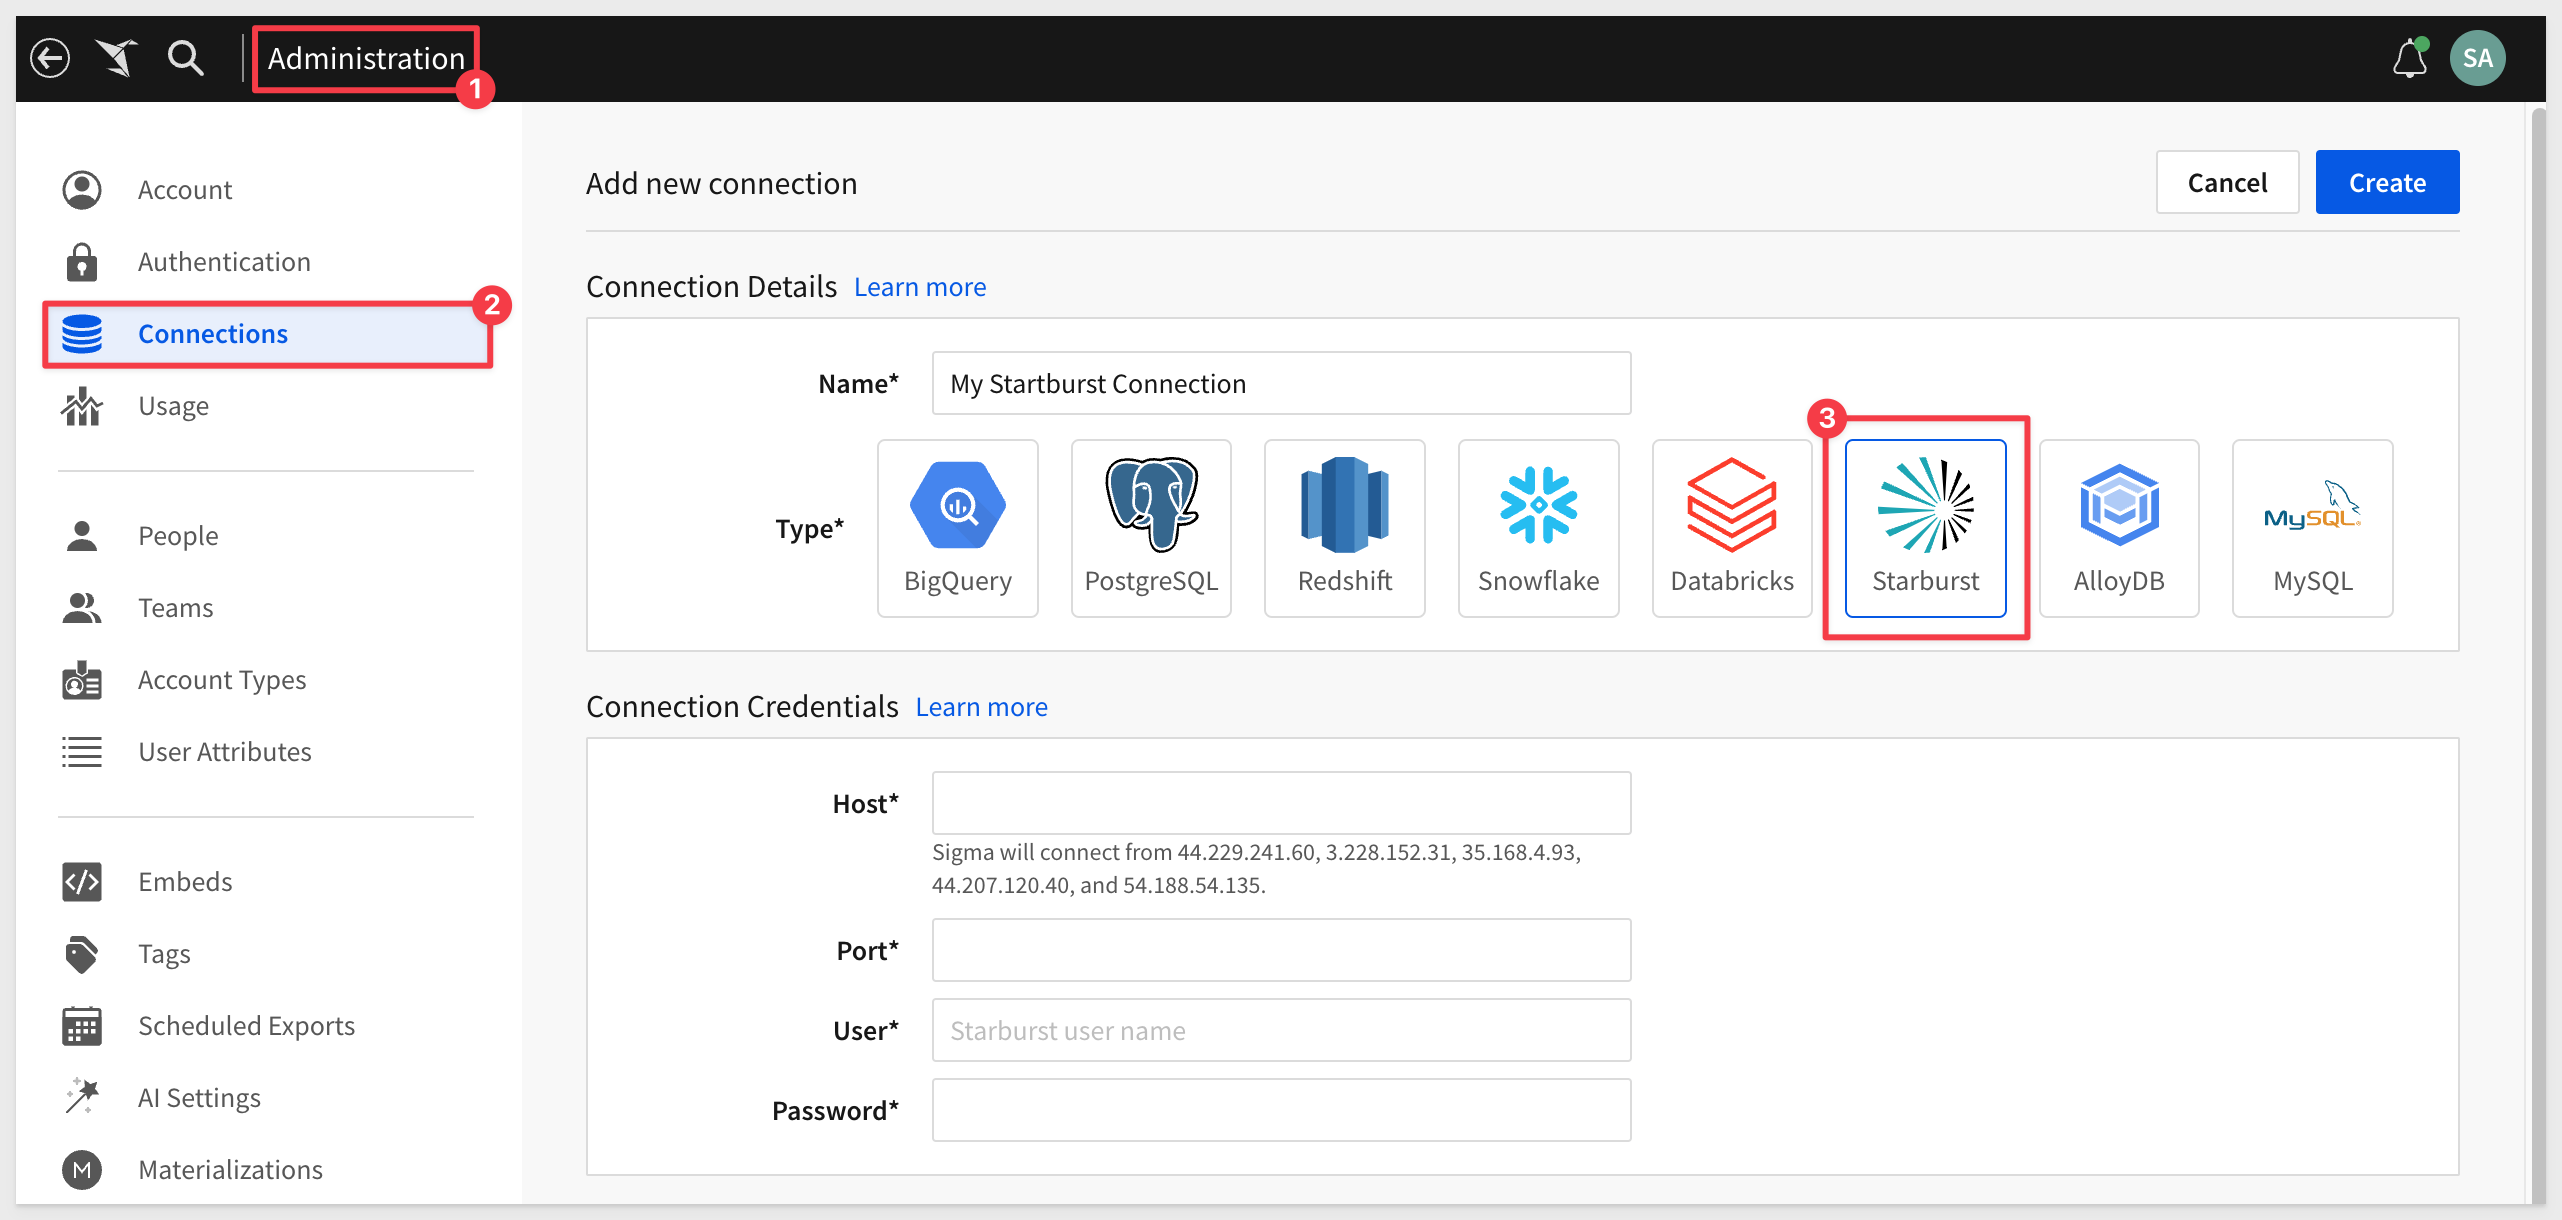 Administration
1
SA
Account
Authentication
2
Connections
Usage
People
Teams
Account Types
User Attributes
Embeds
Tags
Scheduled Exports
AI Settings
M
Materializations
Add new connection
Cancel
Create
Connection Details Learn more
Name* My Startburst Connection
3
Type*
MySQL
BigQuery PostgreSQL Redshift Snowflake Databricks Starburst AlloyDB MySQL
Connection Credentials Learn more
Host*
Sigma will connect from 44.229.241.60, 3.228.152.31, 35.168.4.93,
44.207.120.40, and 54.188.54.135.
Port*
User* Starburst user name
Password*